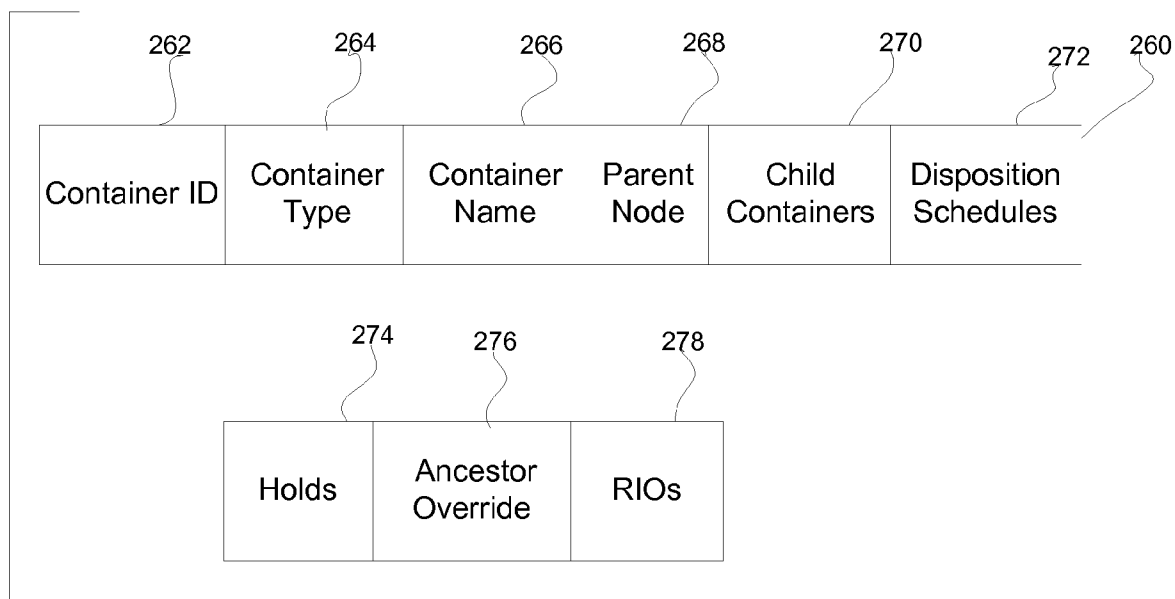 262 264 266 268 270 272 260
Container ID
Container
Type
Container
Name
Parent
Node
Child
Containers
Disposition
Schedules
274 276 278
Holds
Ancestor
Override
RIOs